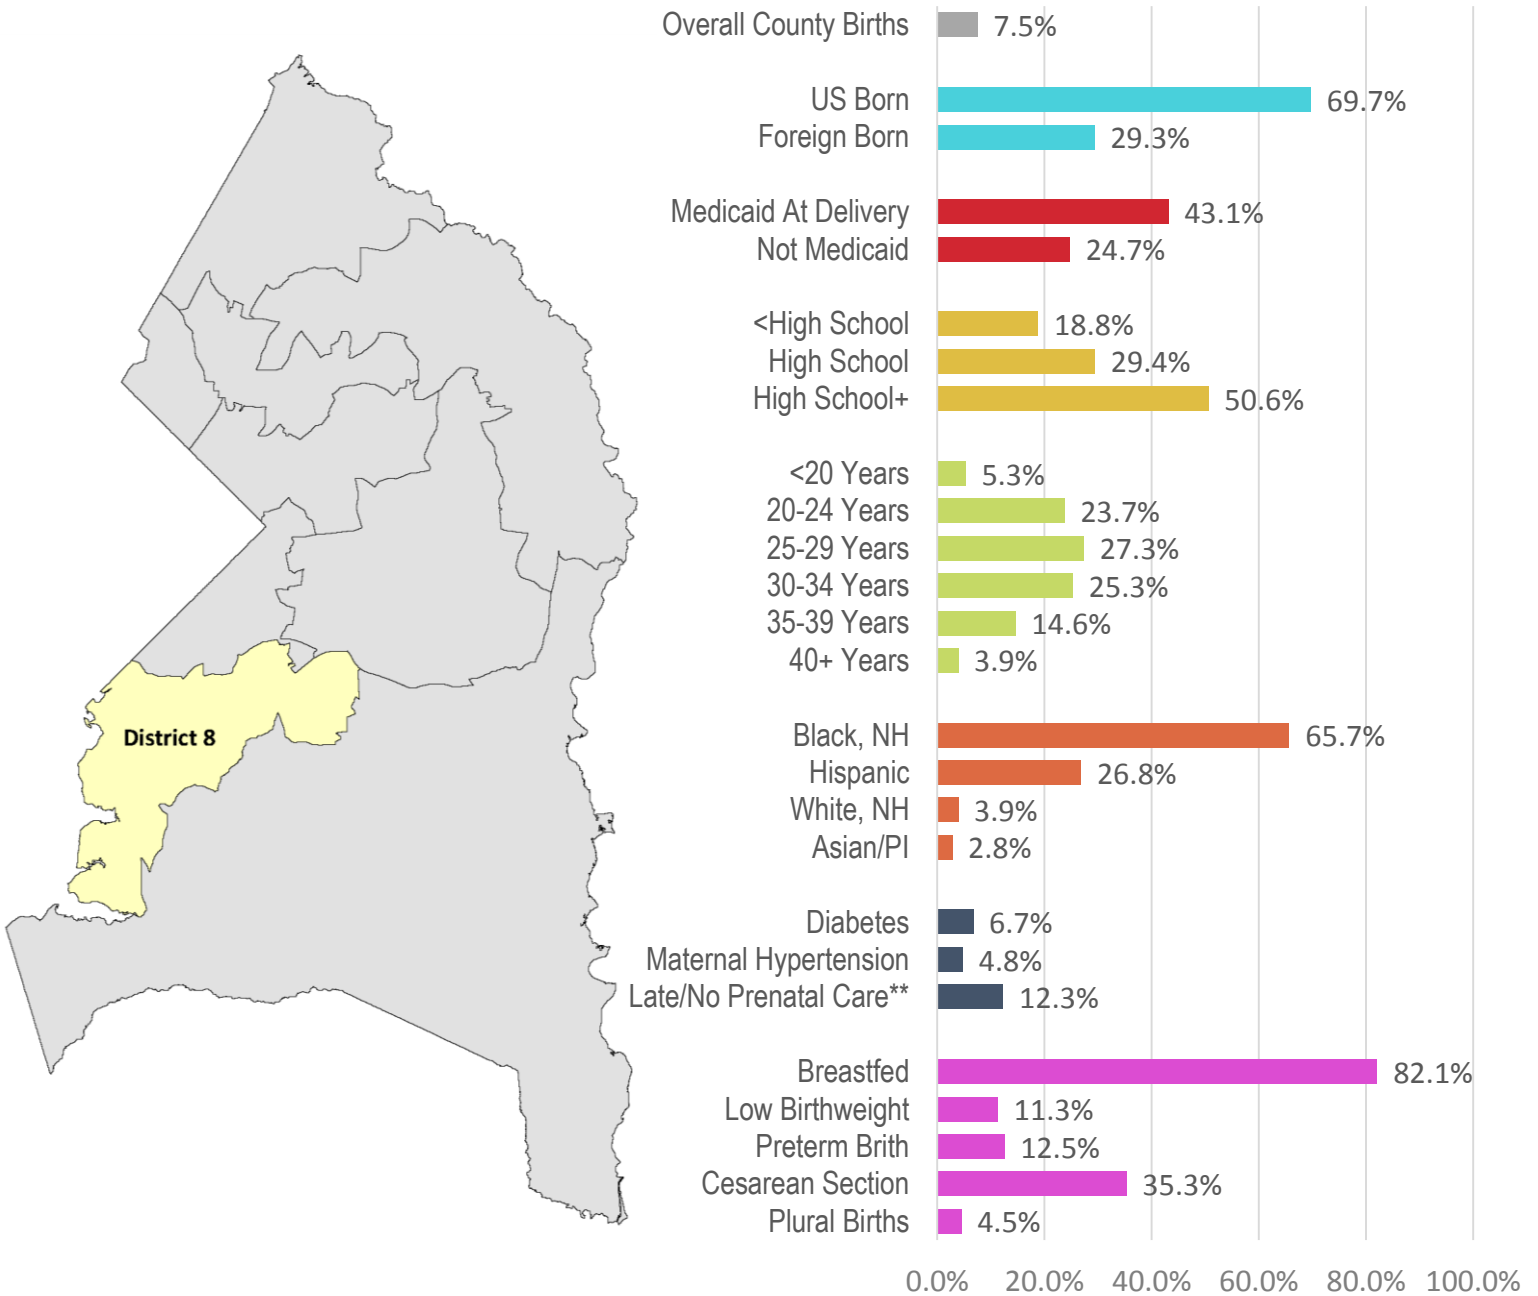 Overall County Births 7.5%
US Born 69.7%
Foreign Born 29.3%
Medicaid At Delivery 43.1%
Not Medicaid 24.7%
<High School 18.8%
High School 29.4%
High School+ 50.6%
<20 Years 5.3%
20-24 Years 23.7%
25-29 Years 27.3%
30-34 Years 25.3%
35-39 Years 14.6%
40+ Years 3.9%
District 8
Black, NH 65.7%
Hispanic 26.8%
White, NH 3.9%
Asian/PI 2.8%
Diabetes 6.7%
Maternal Hypertension 4.8%
Late/No Prenatal Care** 12.3%
Breastfed 82.1%
Low Birthweight 11.3%
Preterm Brith 12.5%
Cesarean Section 35.3%
Plural Births 4.5%
0.0% 20.0% 40.0% 60.0% 80.0% 100.0%